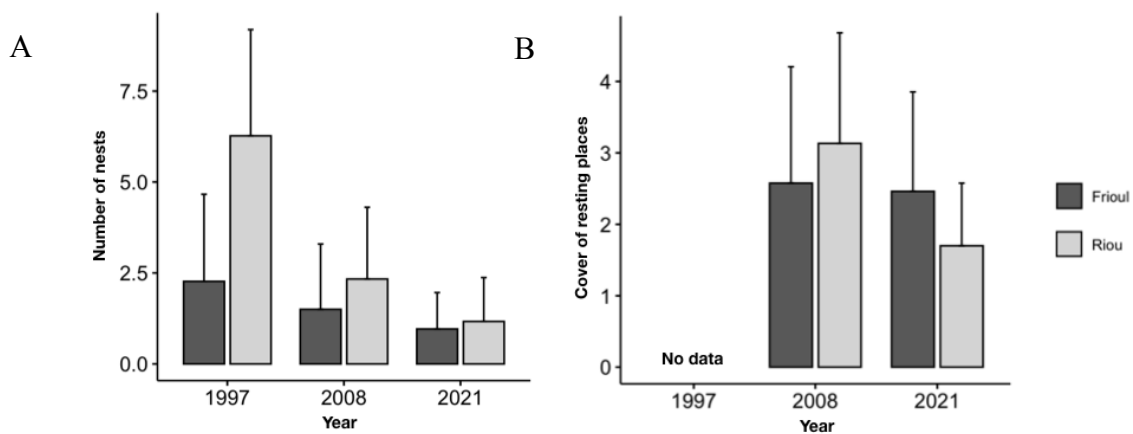 A
Number of nests
7.5
5.0
2.5
0.0
1997 2008 2021
Year
B
Cover of resting places
4
3
2
1
0
No data
1997 2008 2021
Year
Frioul
Riou